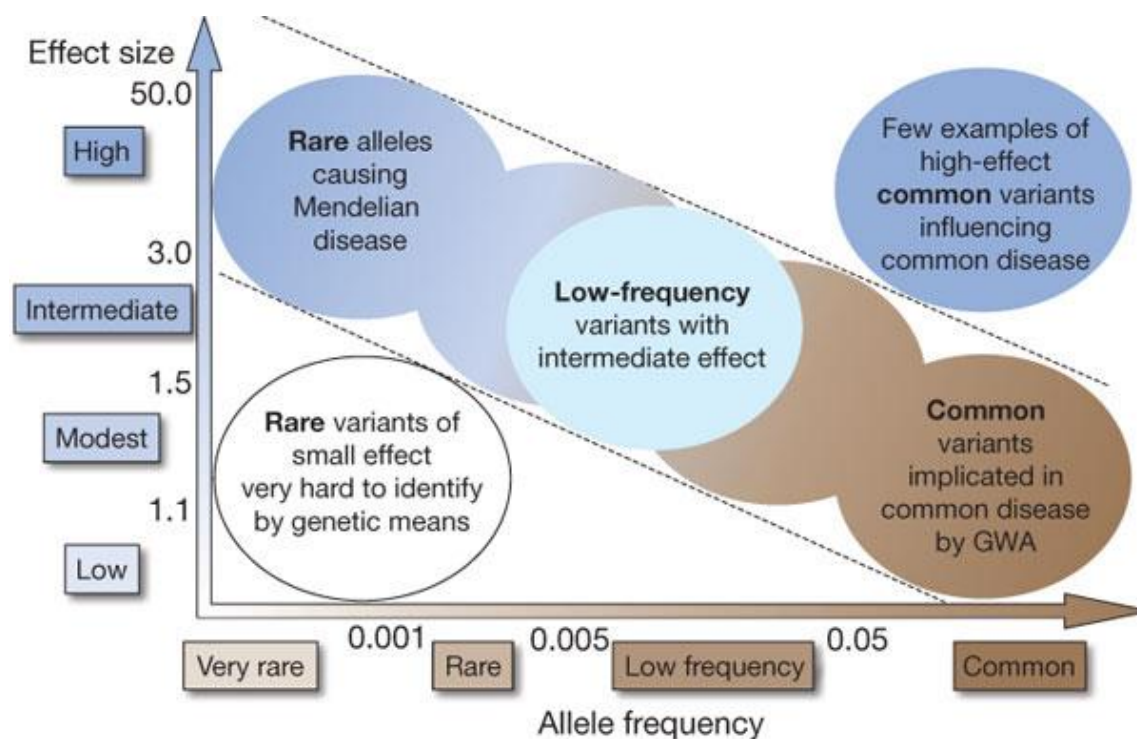 Effect size
50.0
High
3.0
Intermediate
1.5
Modest
1.1
Low
Rare alleles
causing
Mendelian
disease
Few examples of
high-effect
common variants
influencing
common disease
Low-frequency
variants with
intermediate effect
Rare variants of
small effect
very hard to identify
by genetic means
Common
variants
implicated in
common disease
by GWA
0.001
0.005
0.05
Very rare
Rare
Low frequency
Common
Allele frequency